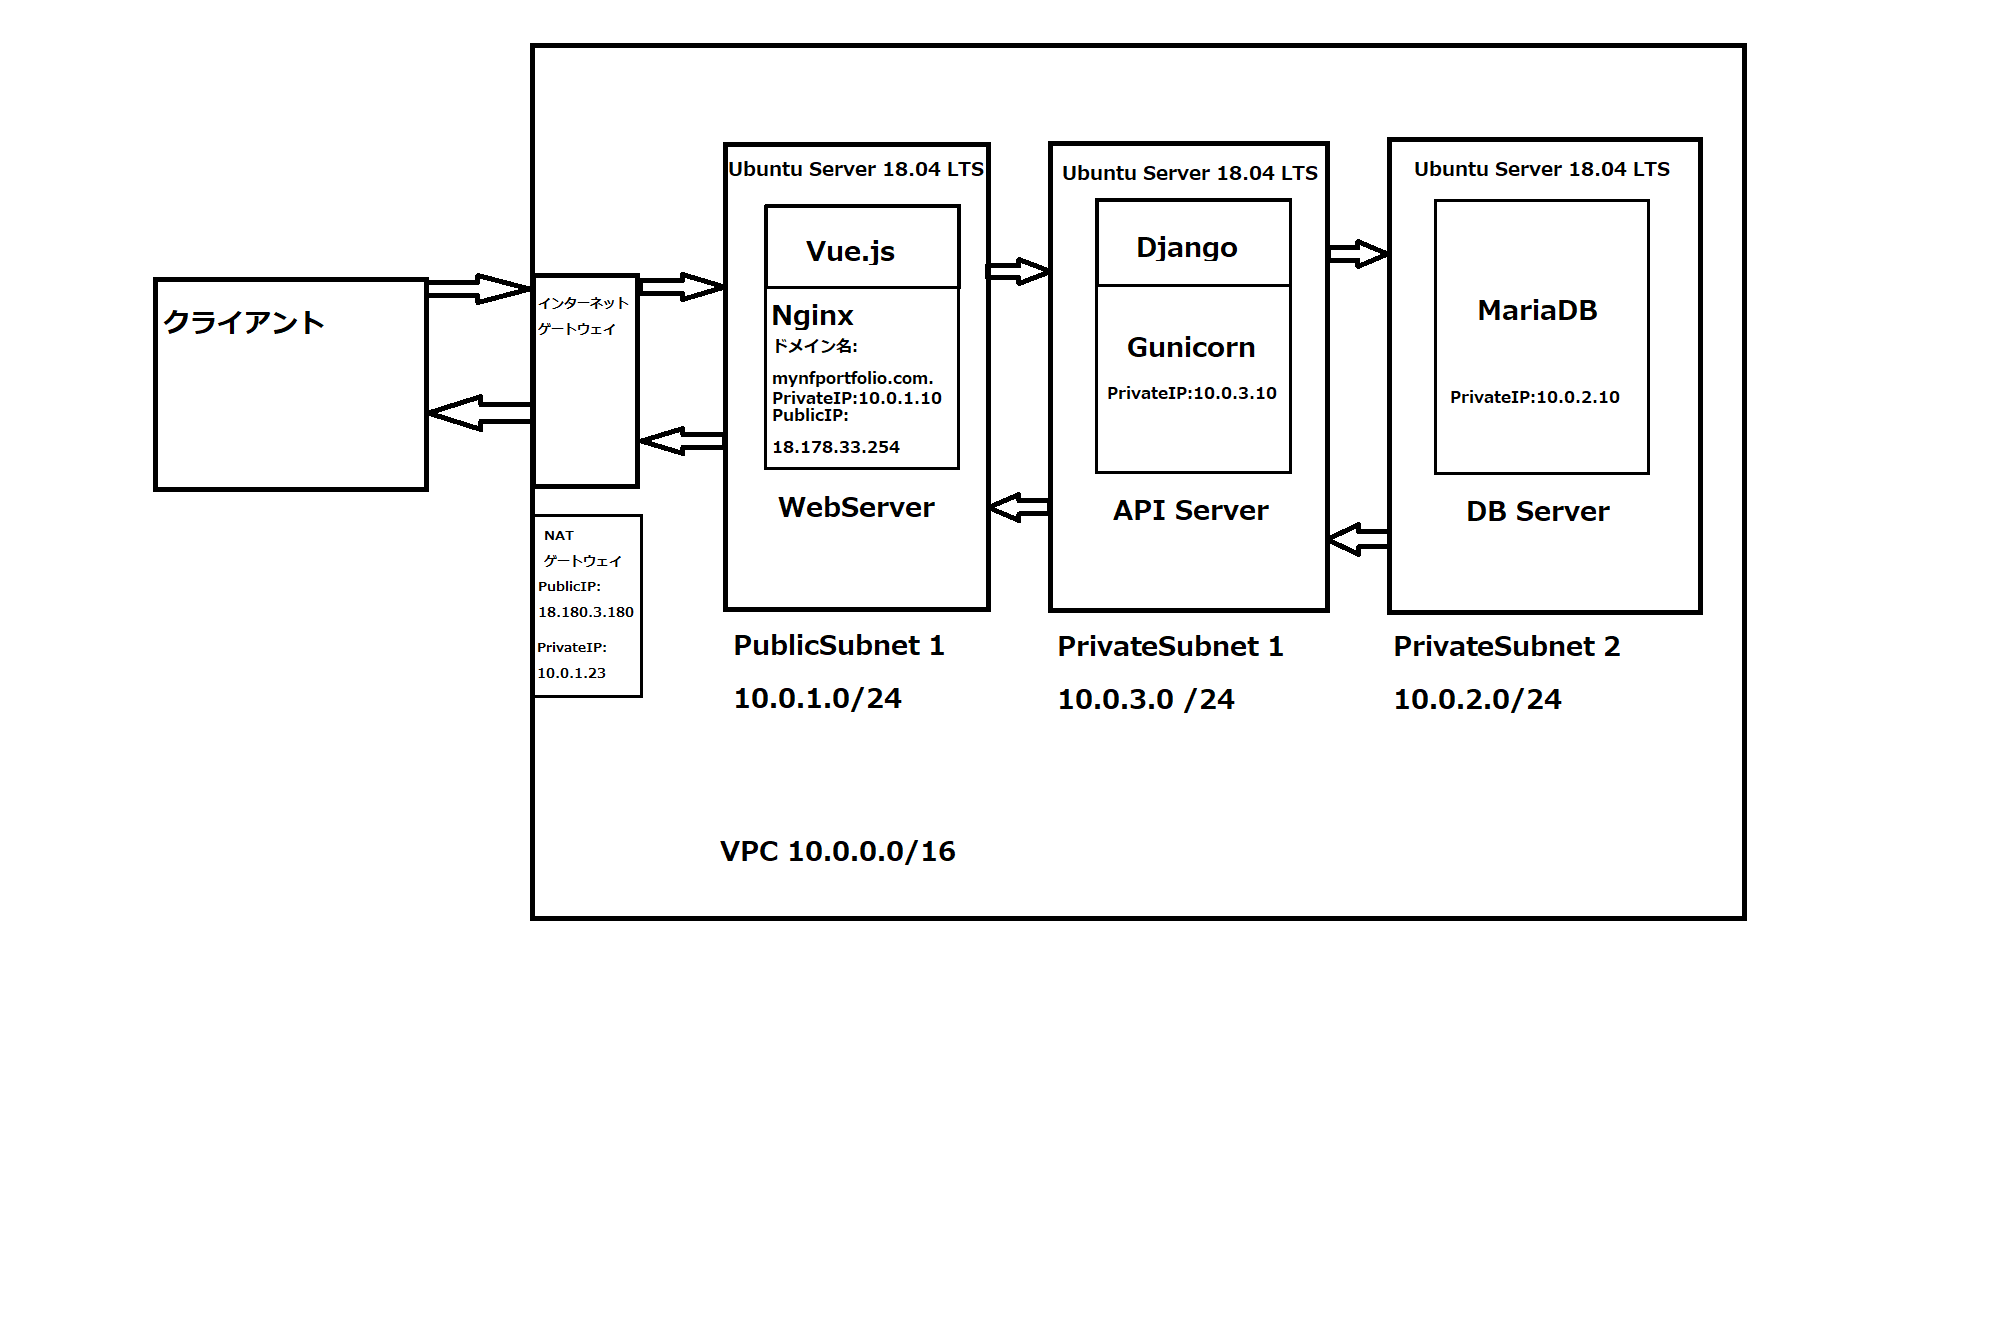 クライアント
インターネット
ゲートウェイ
NAT
ゲートウェイ
PublicIP:
18.180.3.180
PrivateIP:
10.0.1.23
Ubuntu Server 18.04 LTS
Vue.js
Nginx
ドメイン名:
mynfportfolio.com.
PrivateIP:10.0.1.10
PublicIP:
18.178.33.254
WebServer
PublicSubnet 1
10.0.1.0/24
Ubuntu Server 18.04 LTS
Django
Gunicorn
PrivateIP:10.0.3.10
API Server
PrivateSubnet 1
10.0.3.0 /24
Ubuntu Server 18.04 LTS
MariaDB
PrivateIP:10.0.2.10
DB Server
PrivateSubnet 2
10.0.2.0/24
VPC 10.0.0.0/16